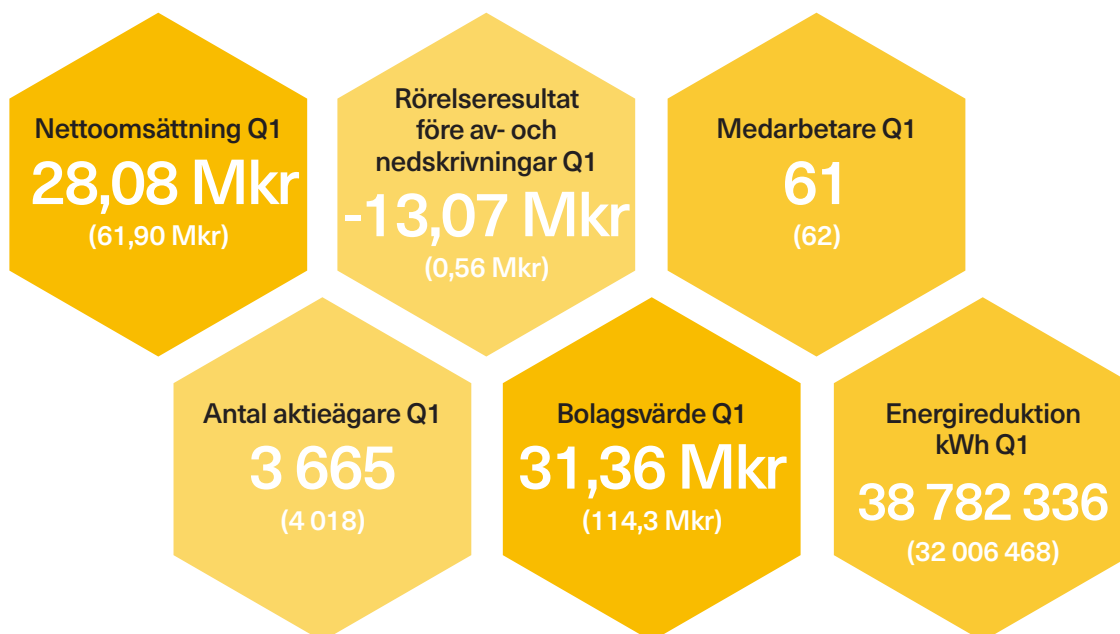 Nettoomsättning Q1
28,08 Mkr
(61,90 Mkr)
Rörelseresultat
före av- och
nedskrivningar Q1
-13,07 Mkr
(0,56 Mkr)
Medarbetare Q1
61
(62)
Antal aktieägare Q1
3 665
(4 018)
Bolagsvärde Q1
31,36 Mkr
(114,3 Mkr)
Energireduktion
kWh Q1
38 782 336
(32 006 468)